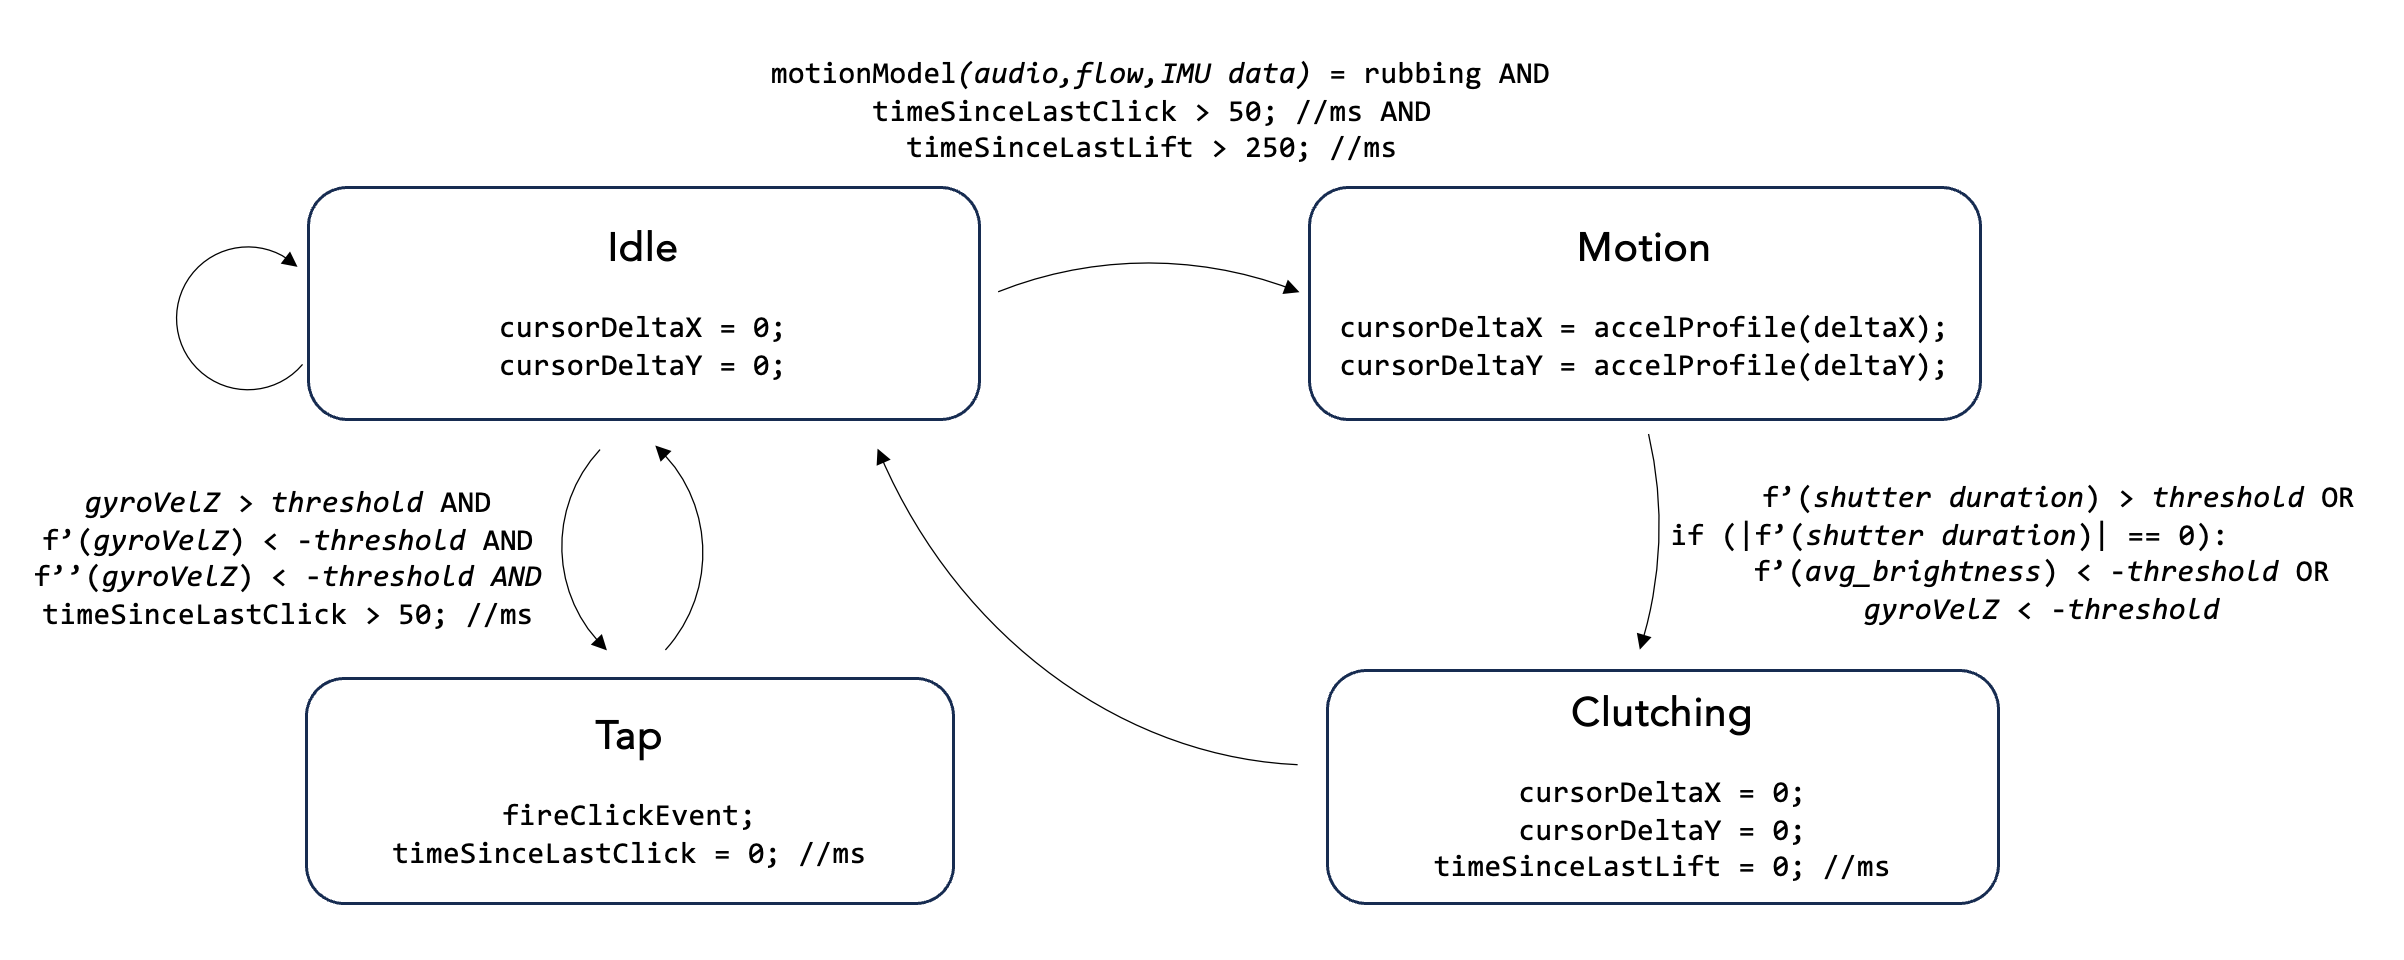 motionModel(audio,flow,IMU data) = rubbing AND
timeSinceLastClick > 50; //ms AND
timeSinceLastLift > 250; //ms
Idle
cursorDeltaX = 0;
cursorDeltaY = 0;
Motion
cursorDeltaX = accelProfile(deltaX);
cursorDeltaY = accelProfile(deltaY);
gyroVelZ > threshold AND
f’(gyroVelZ) < -threshold AND
f’’(gyroVelZ) < -threshold AND
timeSinceLastClick > 50; //ms
f’(shutter duration) > threshold OR
if (|f’(shutter duration)| == 0):
f’(avg_brightness) < -threshold OR
gyroVelZ < -threshold
Tap
fireClickEvent;
timeSinceLastClick = 0; //ms
Clutching
cursorDeltaX = 0;
cursorDeltaY = 0;
timeSinceLastLift = 0; //ms